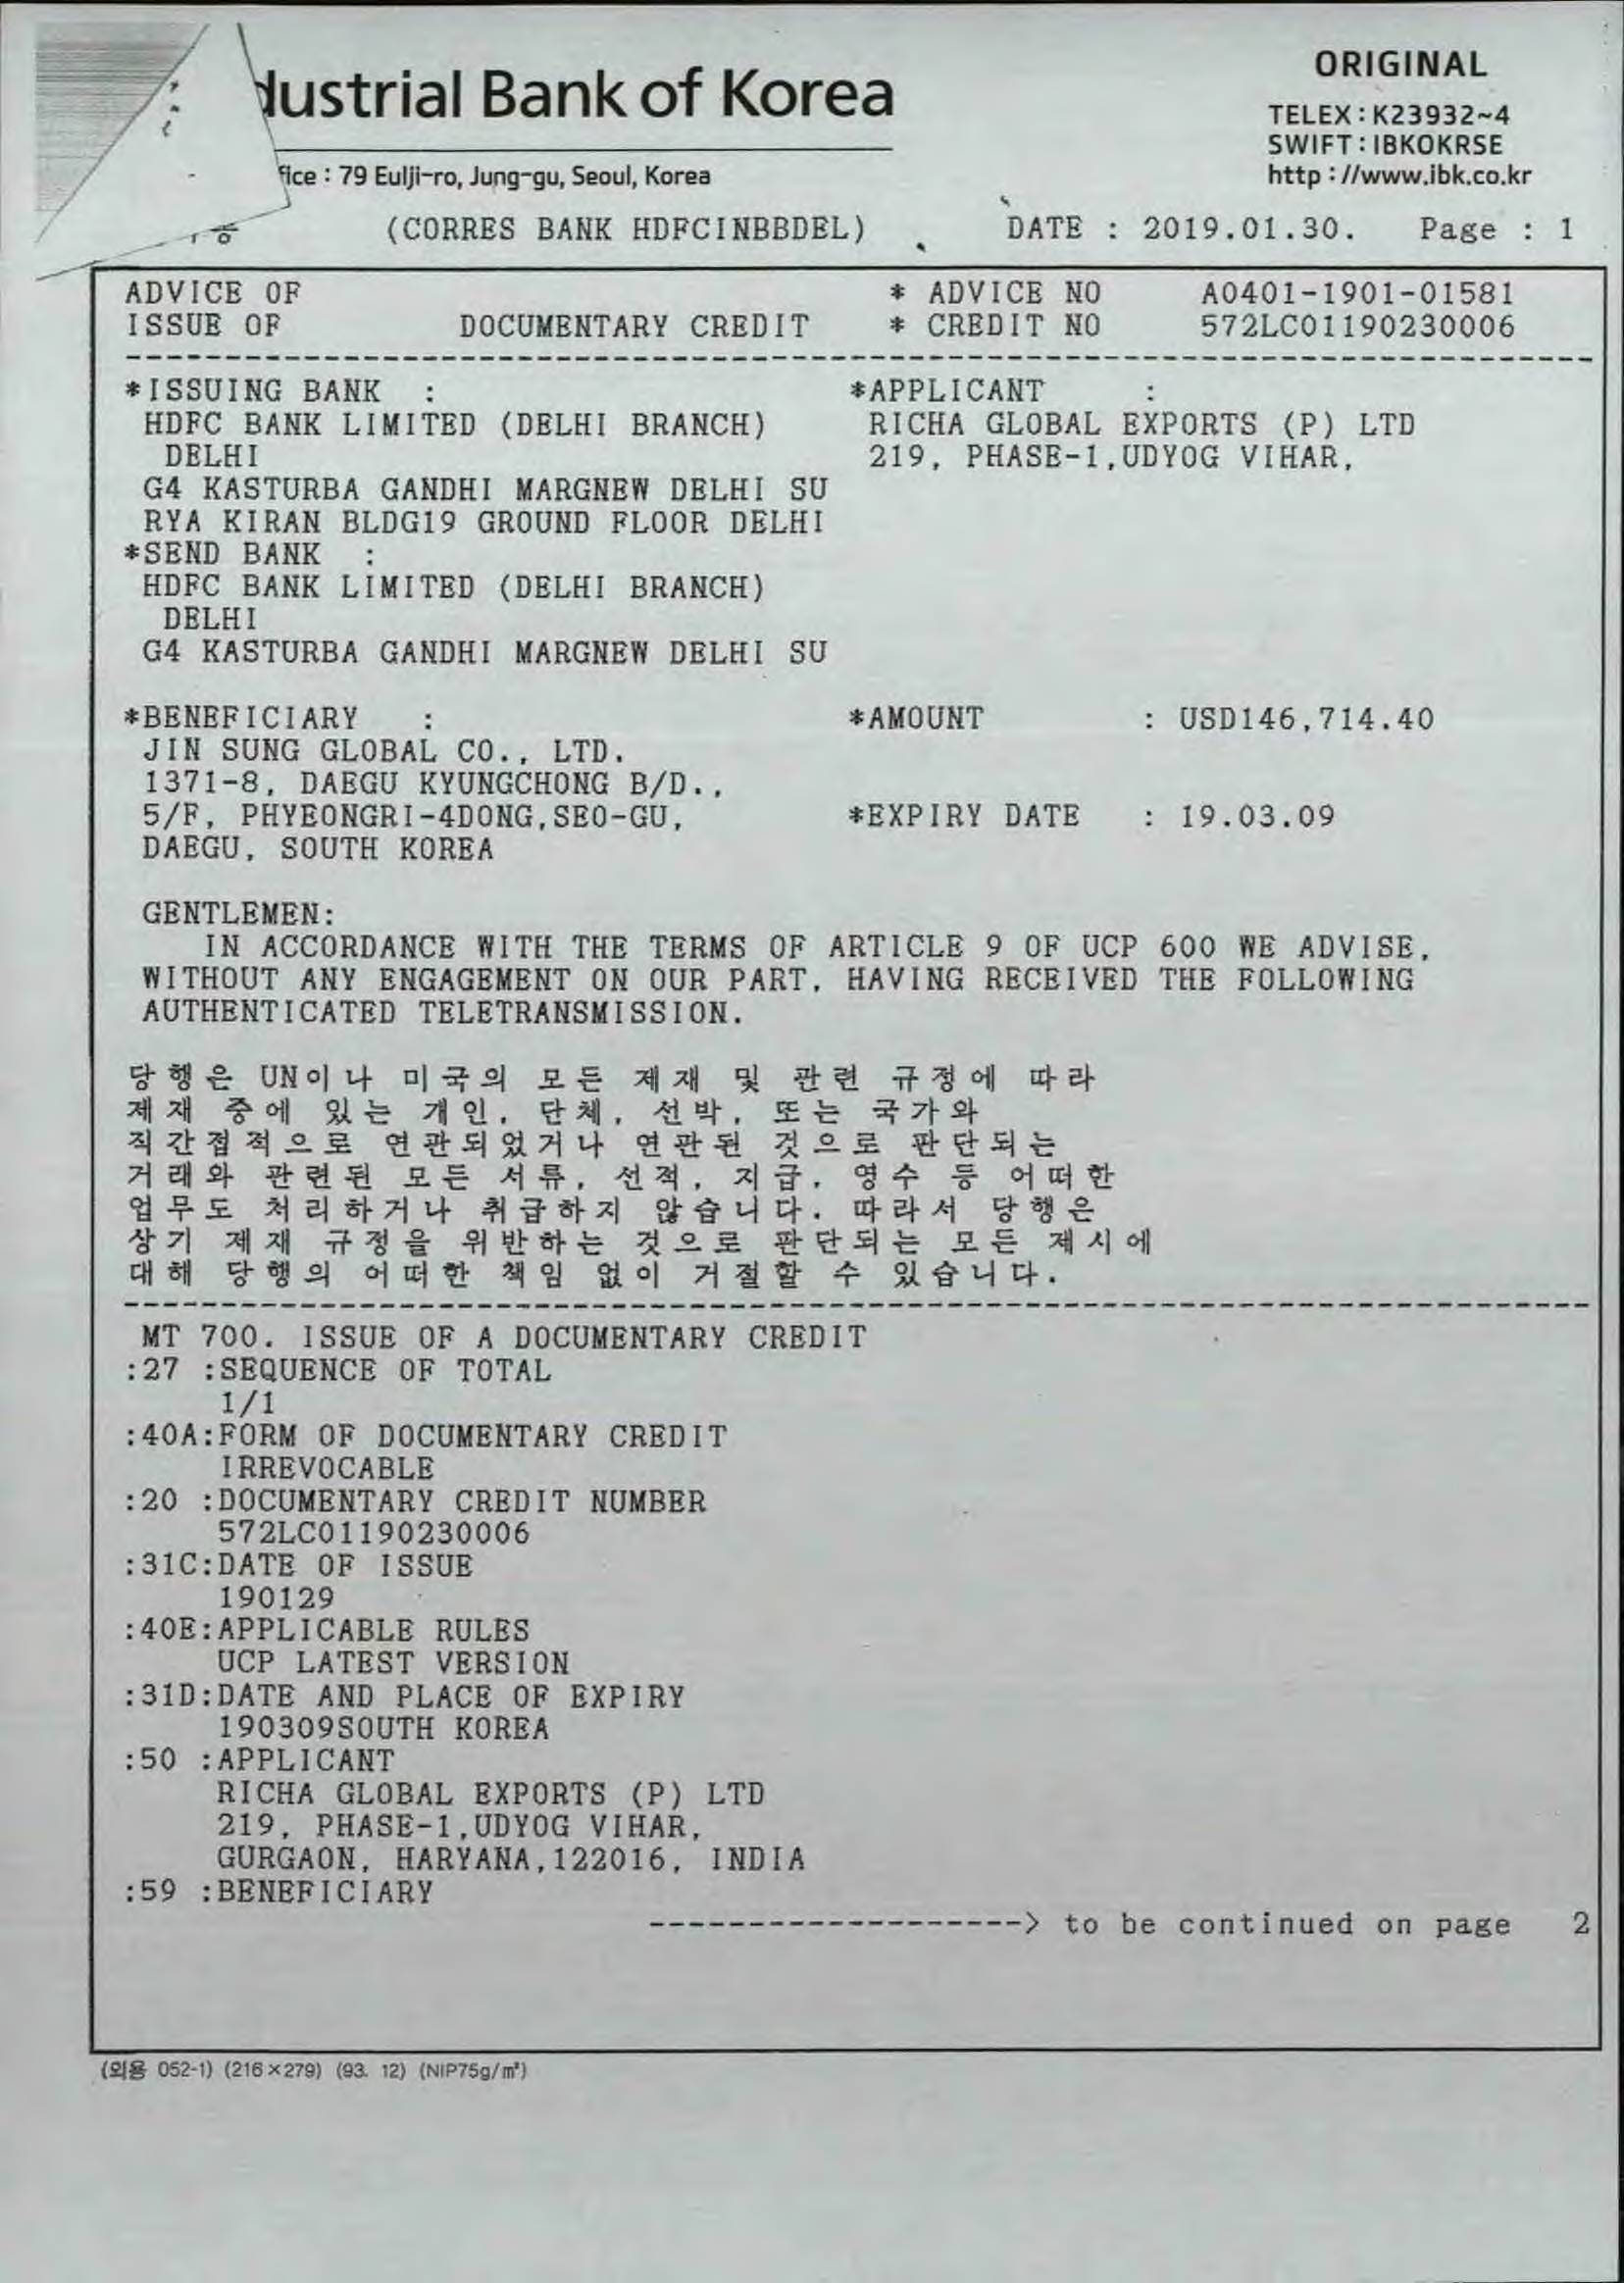 dustrial Bank of Korea
ORIGINAL
TELEX : K23932~4
SWIFT : IBKOKRSE
http : //www.ibk.co.kr
fice : 79 Eulji-ro, Jung-gu, Seoul, Korea
(CORRES BANK HDFCINBBDEL) DATE : 2019.01.30. Page : 1
ADVICE OF * ADVICE NO A0401-1901-01581
ISSUE OF DOCUMENTARY CREDIT * CREDIT NO 572LC01190230006
*ISSUING BANK : *APPLICANT :
HDFC BANK LIMITED (DELHI BRANCH) RICHA GLOBAL EXPORTS (P) LTD
DELHI 219, PHASE-1,UDYOG VIHAR,
G4 KASTURBA GANDHI MARGNEW DELHI SU
RYA KIRAN BLDG19 GROUND FLOOR DELHI
*SEND BANK :
HDFC BANK LIMITED (DELHI BRANCH)
DELHI
G4 KASTURBA GANDHI MARGNEW DELHI SU
*BENEFICIARY : *AMOUNT : USD146,714.40
JIN SUNG GLOBAL CO., LTD.
1371-8, DAEGU KYUNGCHONG B/D.,
5/F, PHYEONGRI-4DONG,SEO-GU, *EXPIRY DATE : 19.03.09
DAEGU, SOUTH KOREA
GENTLEMEN:
IN ACCORDANCE WITH THE TERMS OF ARTICLE 9 OF UCP 600 WE ADVISE,
WITHOUT ANY ENGAGEMENT ON OUR PART, HAVING RECEIVED THE FOLLOWING
AUTHENTICATED TELETRANSMISSION.
당행은 UN이나 미국의 모든 제재 및 관련 규정에 따라
제재 중에 있는 개인, 단체, 선박, 또는 국가와
직간접적으로 연관되었거나 연관된 것으로 판단되는
거래와 관련된 모든 서류, 선적, 지급, 영수 등 어떠한
업무도 처리하거나 취급하지 않습니다. 따라서 당행은
상기 제재 규정을 위반하는 것으로 판단되는 모든 제시에
대해 당행의 어떠한 책임 없이 거절할 수 있습니다.
MT 700. ISSUE OF A DOCUMENTARY CREDIT
:27 :SEQUENCE OF TOTAL
1/1
:40A:FORM OF DOCUMENTARY CREDIT
IRREVOCABLE
:20 :DOCUMENTARY CREDIT NUMBER
572LC01190230006
:31C:DATE OF ISSUE
190129
:40E:APPLICABLE RULES
UCP LATEST VERSION
:31D:DATE AND PLACE OF EXPIRY
190309SOUTH KOREA
:50 :APPLICANT
RICHA GLOBAL EXPORTS (P) LTD
219, PHASE-1,UDYOG VIHAR,
GURGAON, HARYANA,122016, INDIA
:59 :BENEFICIARY
-------------------> to be continued on page 2
(외용 052-1) (216×279) (93. 12) (NIP75g/㎡)